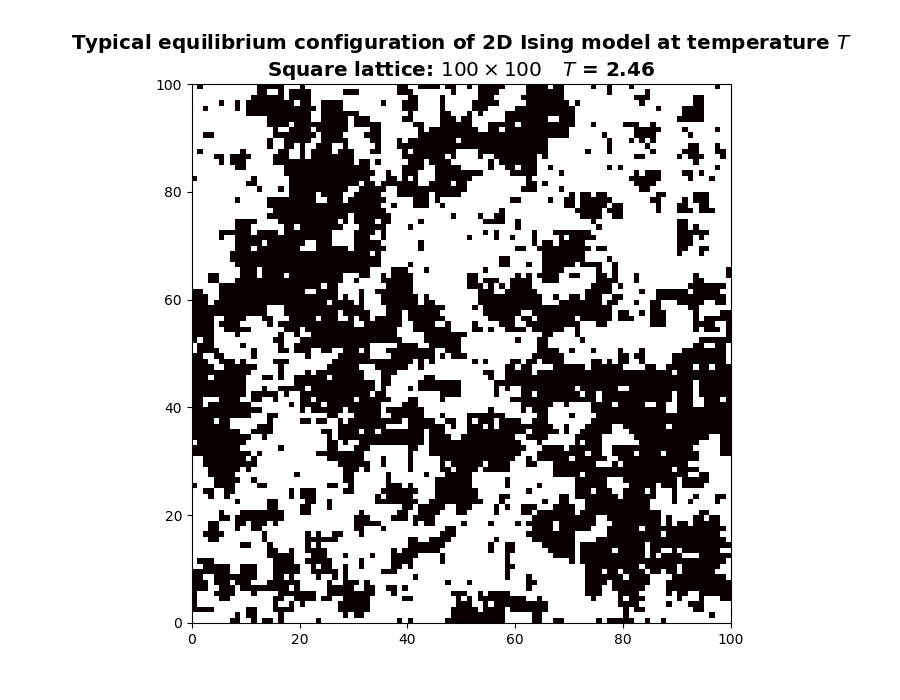 Typical equilibrium configuration of 2D Ising model at temperature T
Square lattice: 100 × 100 T = 2.46
100
80
60
40
20
0
0 20 40 60 80 100